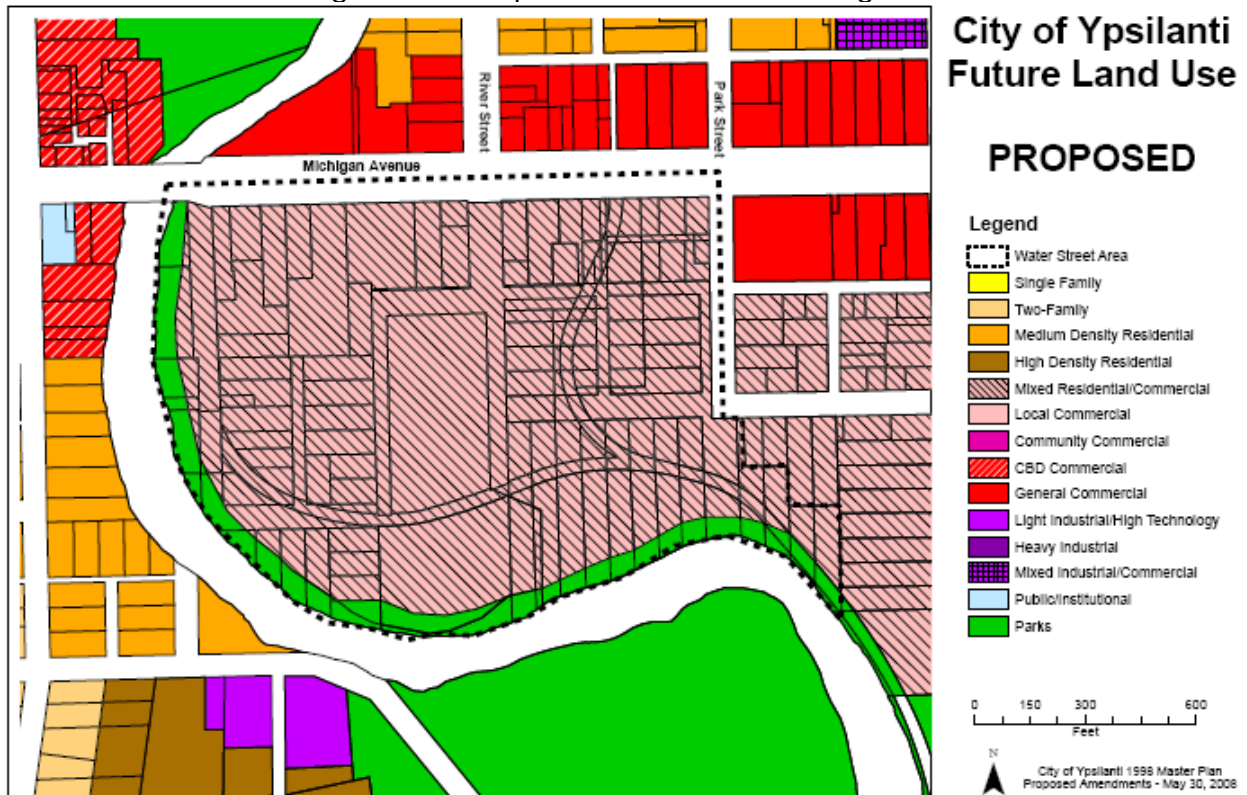 City of Ypsilanti
Future Land Use
PROPOSED
River Street
Park Street
Michigan Avenue
Legend
Water Street Area
Single Family
Two-Family
Medium Density Residential
High Density Residential
Mixed Residential/Commercial
Local Commercial
Community Commercial
CBD Commercial
General Commercial
Light Industrial/High Technology
Heavy Industrial
Mixed Industrial/Commercial
Public/Institutional
Parks
0 150 300 600
Feet
N
City of Ypsilanti 1998 Master Plan
Proposed Amendments - May 30, 2008